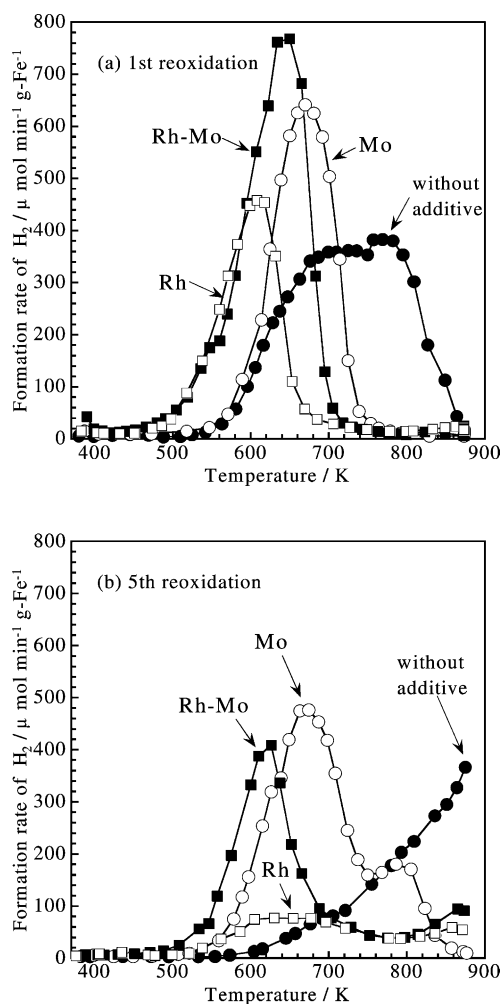 800
700
600
500
400
300
200
100
0
Formation rate of H₂ / μ mol min⁻¹ g-Fe⁻¹
(a) 1st reoxidation
Rh-Mo
Mo
without
additive
Rh
400 500 600 700 800 900
Temperature / K
800
700
600
500
400
300
200
100
0
Formation rate of H₂ / μ mol min⁻¹ g-Fe⁻¹
(b) 5th reoxidation
Mo
without
additive
Rh-Mo
Rh
400 500 600 700 800 900
Temperature / K